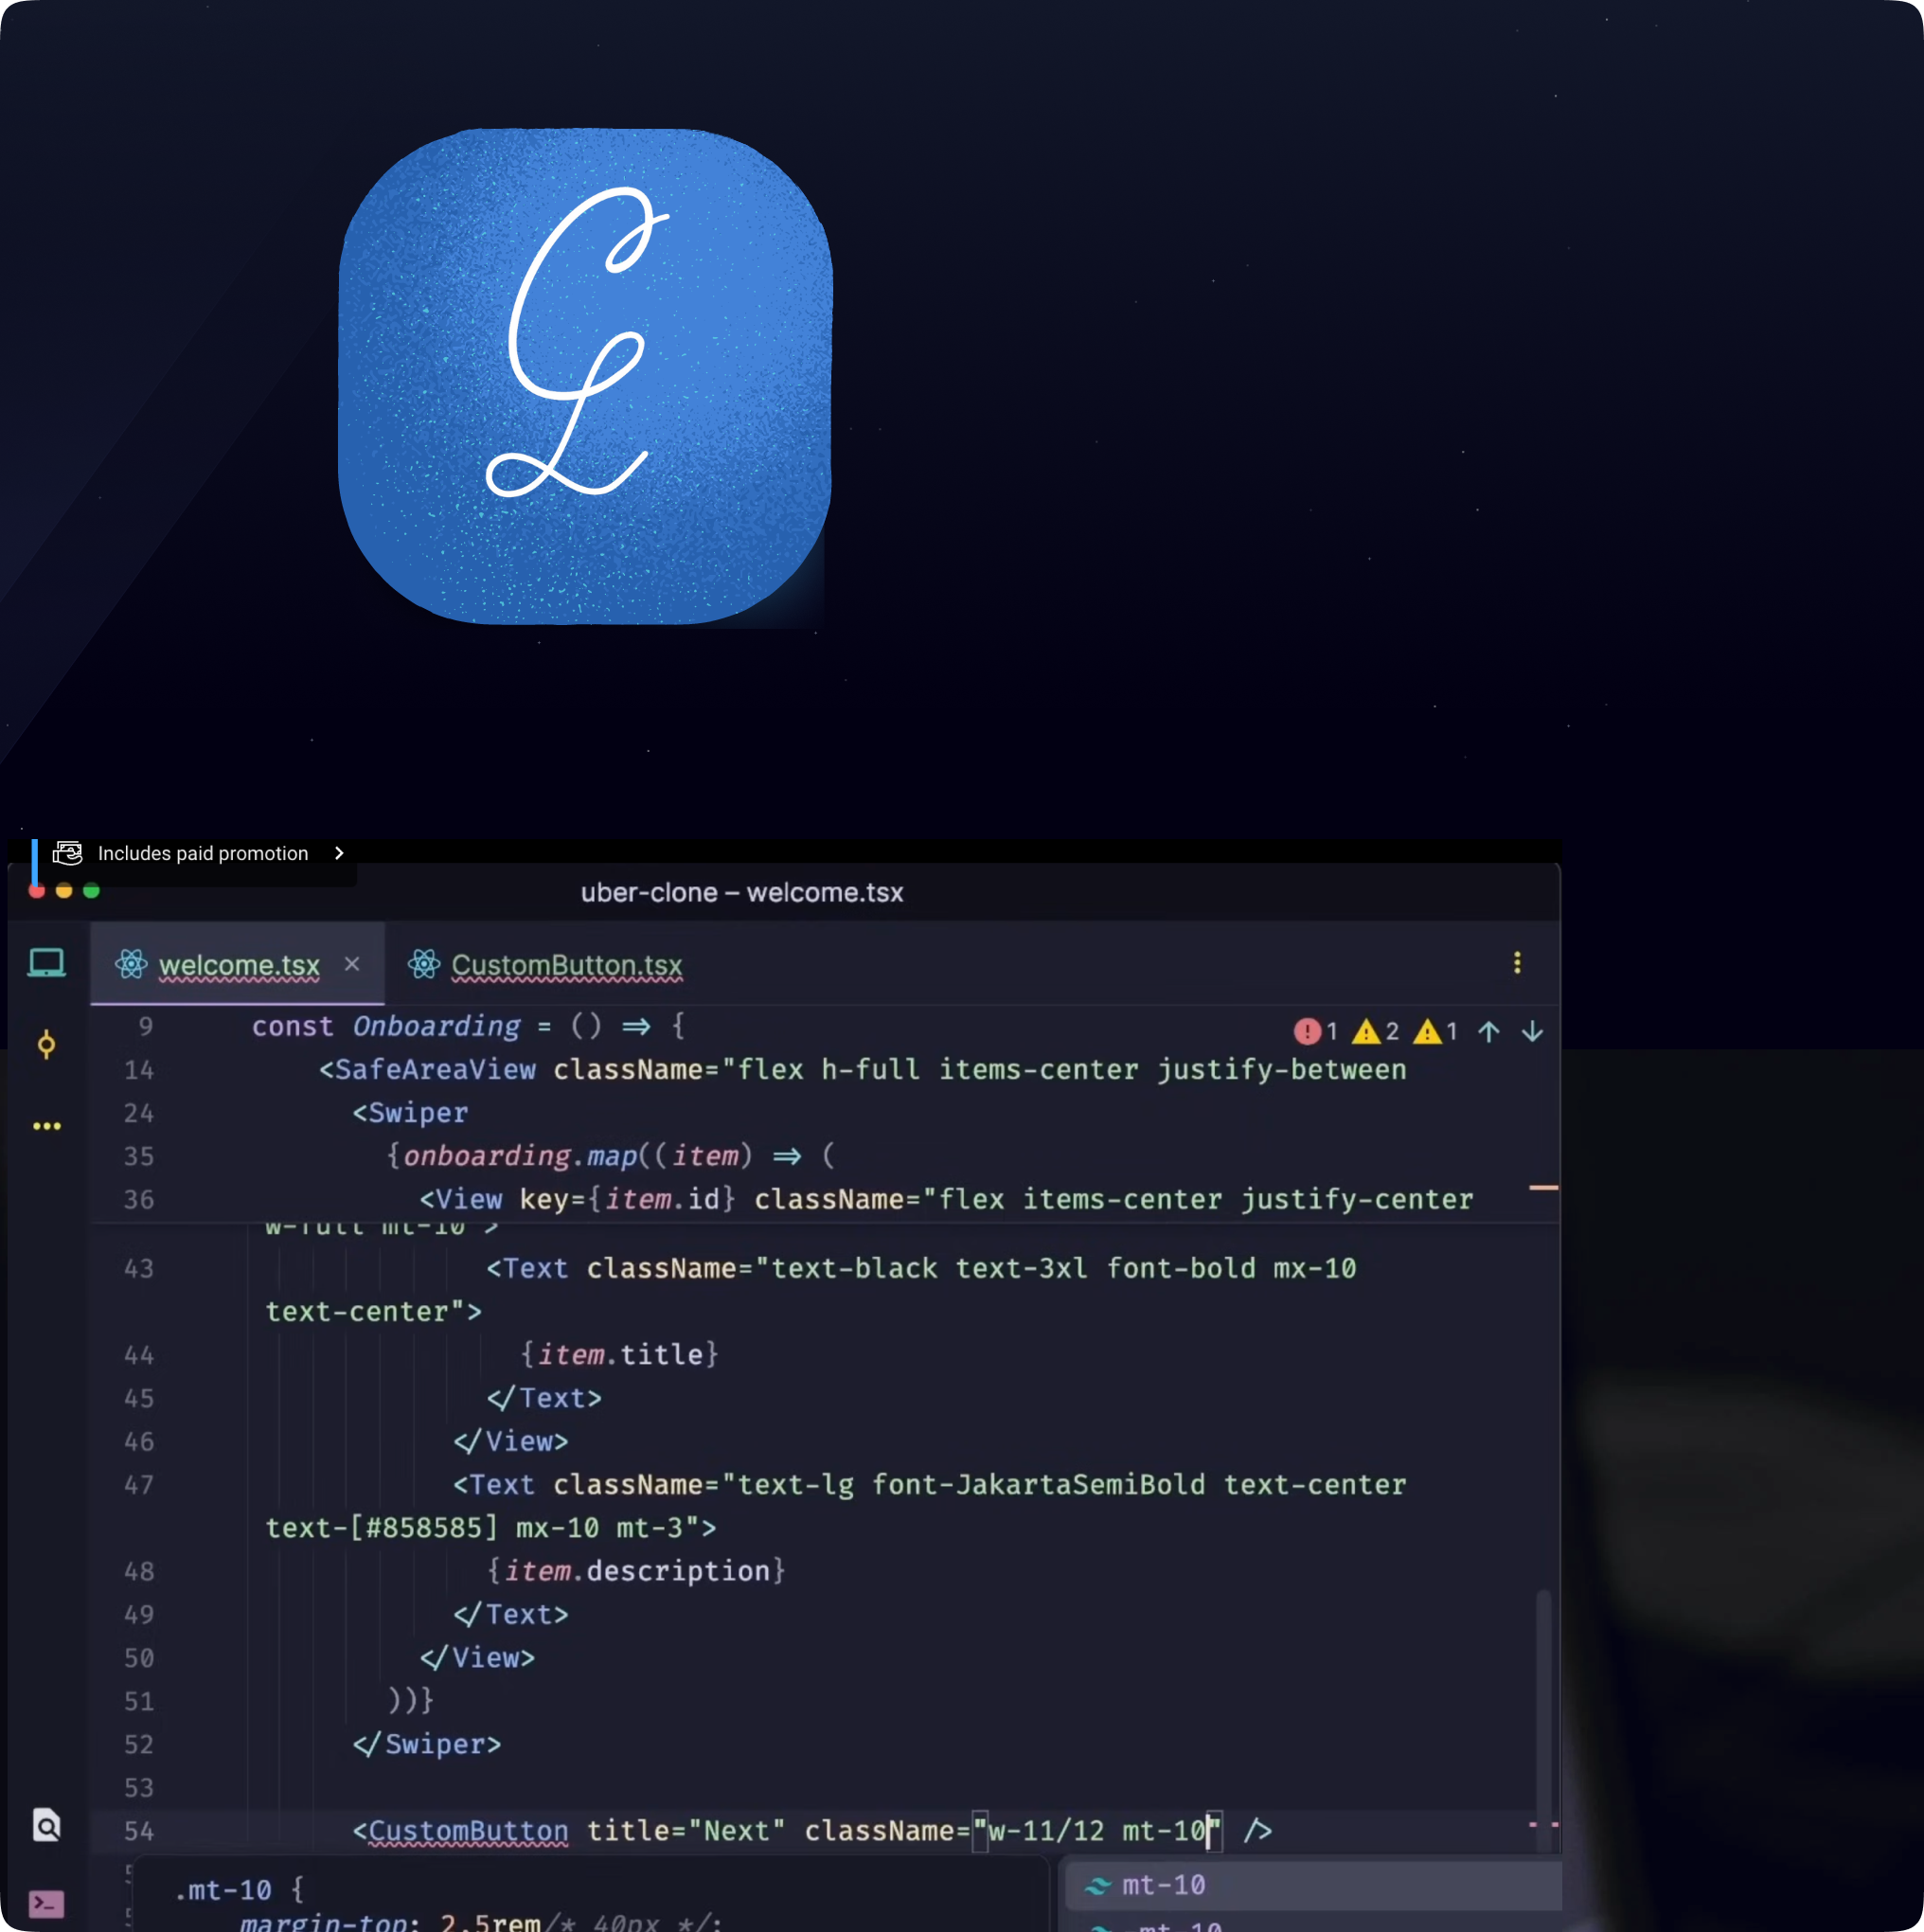 C
L
Includes paid promotion
uber-clone – welcome.tsx
welcome.tsx × CustomButton.tsx
9 const Onboarding = () => {
1 2 1
14 <SafeAreaView className="flex h-full items-center justify-between
24 <Swiper
35 {onboarding.map((item) => (
36 <View key={item.id} className="flex items-center justify-center
w-full mt-10">
43 <Text className="text-black text-3xl font-bold mx-10
text-center">
44 {item.title}
45 </Text>
46 </View>
47 <Text className="text-lg font-JakartaSemiBold text-center
text-[#858585] mx-10 mt-3">
48 {item.description}
49 </Text>
50 </View>
51 ))}
52 </Swiper>
53
54 <CustomButton title="Next" className="w-11/12 mt-10" />
.mt-10 {
margin-top: 2.5rem/* 40px */;
mt-10
-mt-10